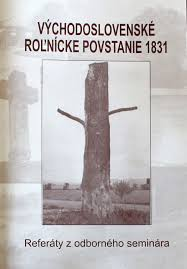 VÝCHODOSLOVENSKÉ
ROĽNÍCKE POVSTANIE 1831
Referáty z odborného seminára